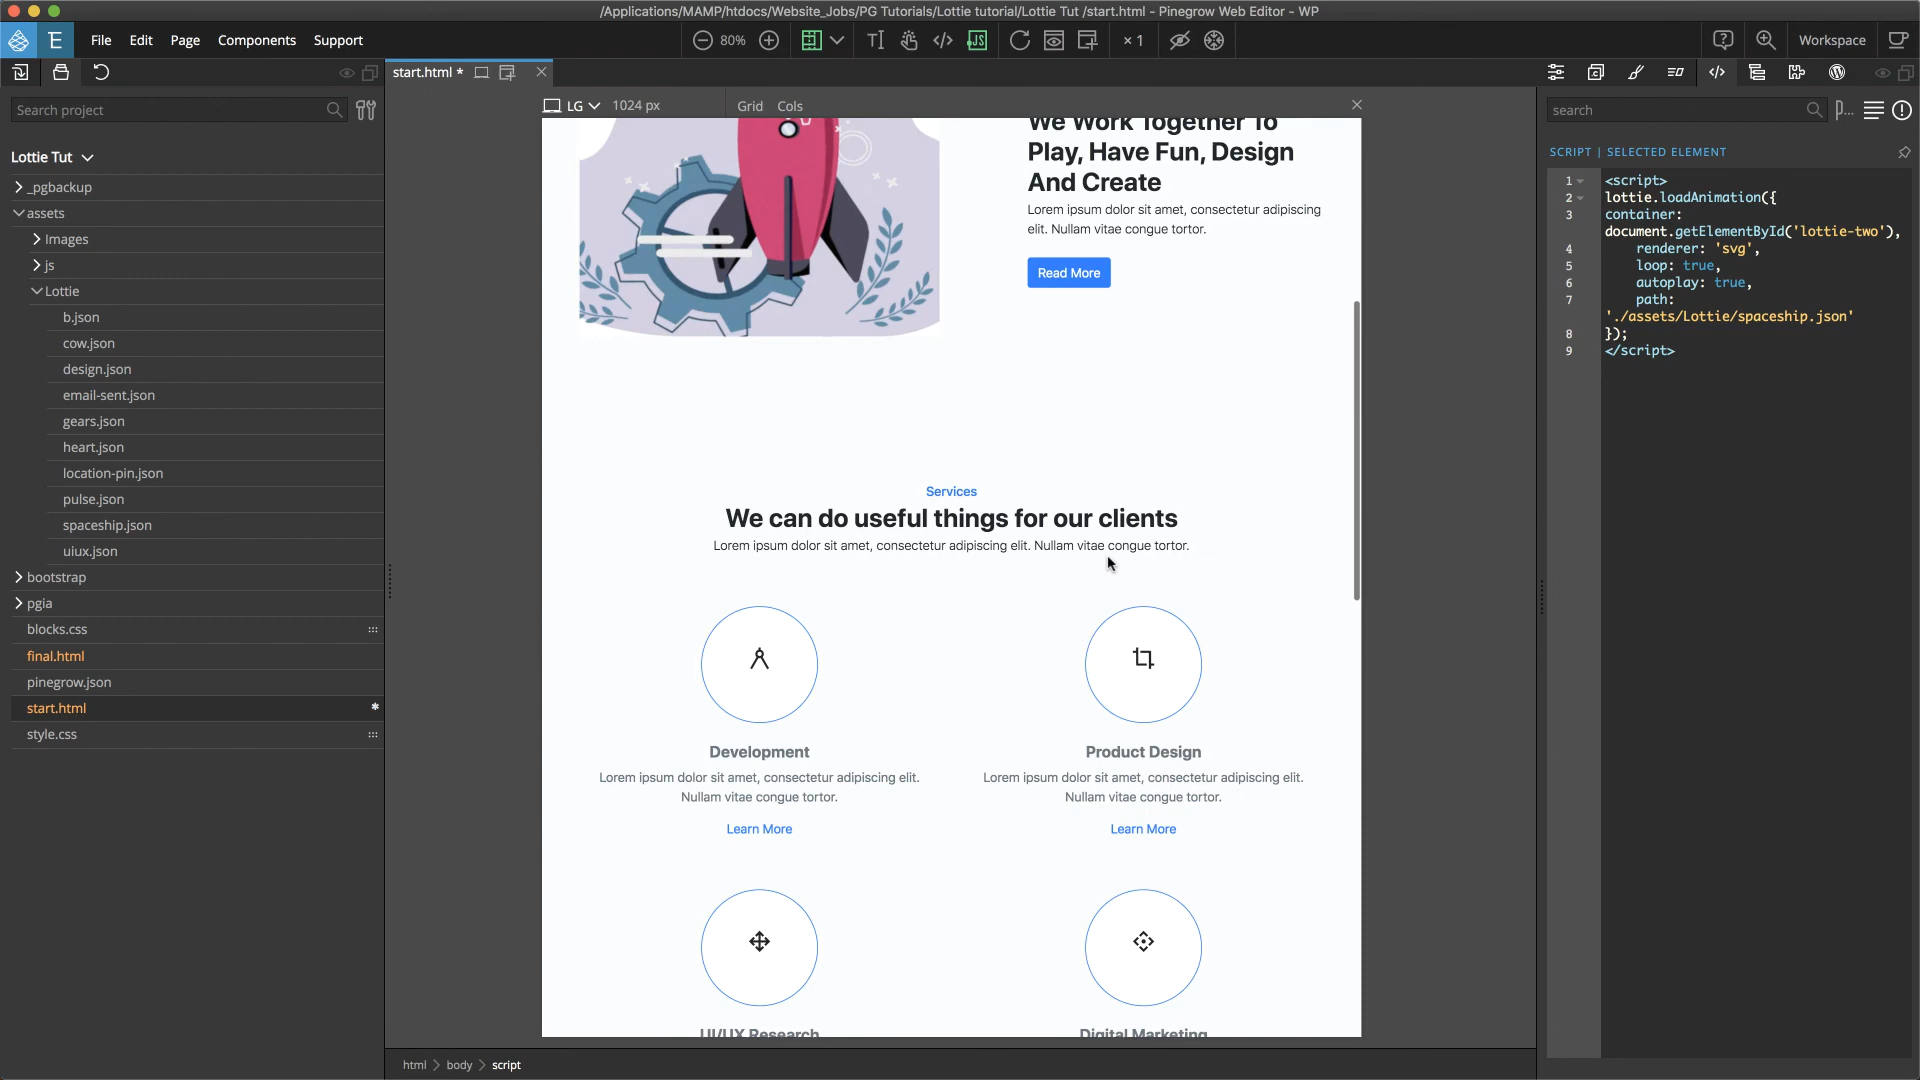 /Applications/MAMP/htdocs/Website_Jobs/PG Tutorials/Lottie tutorial/Lottie Tut /start.html - Pinegrow Web Editor - WP
File Edit Page Components Support
80%
× 1
Workspace
start.html *
Search project
Lottie Tut
_pgbackup
assets
Images
js
Lottie
b.json
cow.json
design.json
email-sent.json
gears.json
heart.json
location-pin.json
pulse.json
spaceship.json
uiux.json
bootstrap
pgia
blocks.css
final.html
pinegrow.json
start.html *
style.css
LG 1024 px Grid Cols
We Work Together To
Play, Have Fun, Design
And Create
Lorem ipsum dolor sit amet, consectetur adipiscing
elit. Nullam vitae congue tortor.
Read More
Services
We can do useful things for our clients
Lorem ipsum dolor sit amet, consectetur adipiscing elit. Nullam vitae congue tortor.
Development
Lorem ipsum dolor sit amet, consectetur adipiscing elit.
Nullam vitae congue tortor.
Learn More
Product Design
Lorem ipsum dolor sit amet, consectetur adipiscing elit.
Nullam vitae congue tortor.
Learn More
UI/UX Research
Digital Marketing
html body script
search
p...
SCRIPT | SELECTED ELEMENT
1 <script>
2 lottie.loadAnimation({
3 container:
document.getElementById('lottie-two'),
4 renderer: 'svg',
5 loop: true,
6 autoplay: true,
7 path:
'./assets/Lottie/spaceship.json'
8 });
9 </script>